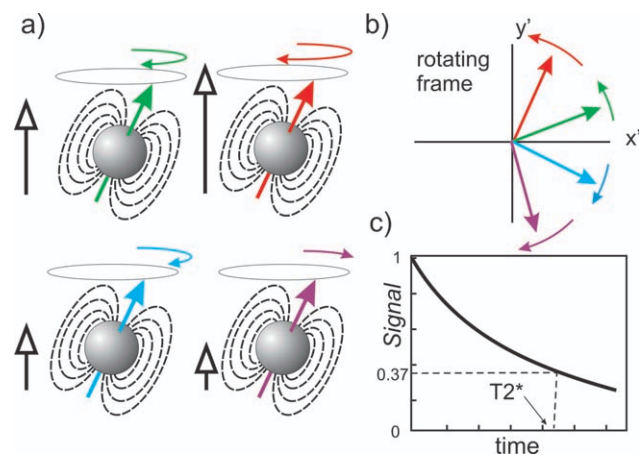 a)
b)
rotating
frame
y'
x'
c)
1
Signal
0.37
T2*
0
time